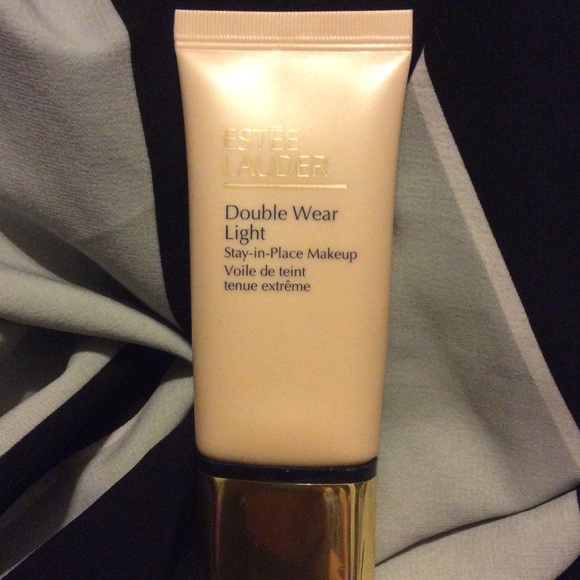 ESTĒE
LAUDER
Double Wear
Light
Stay-in-Place Makeup
Voile de teint
tenue extrême